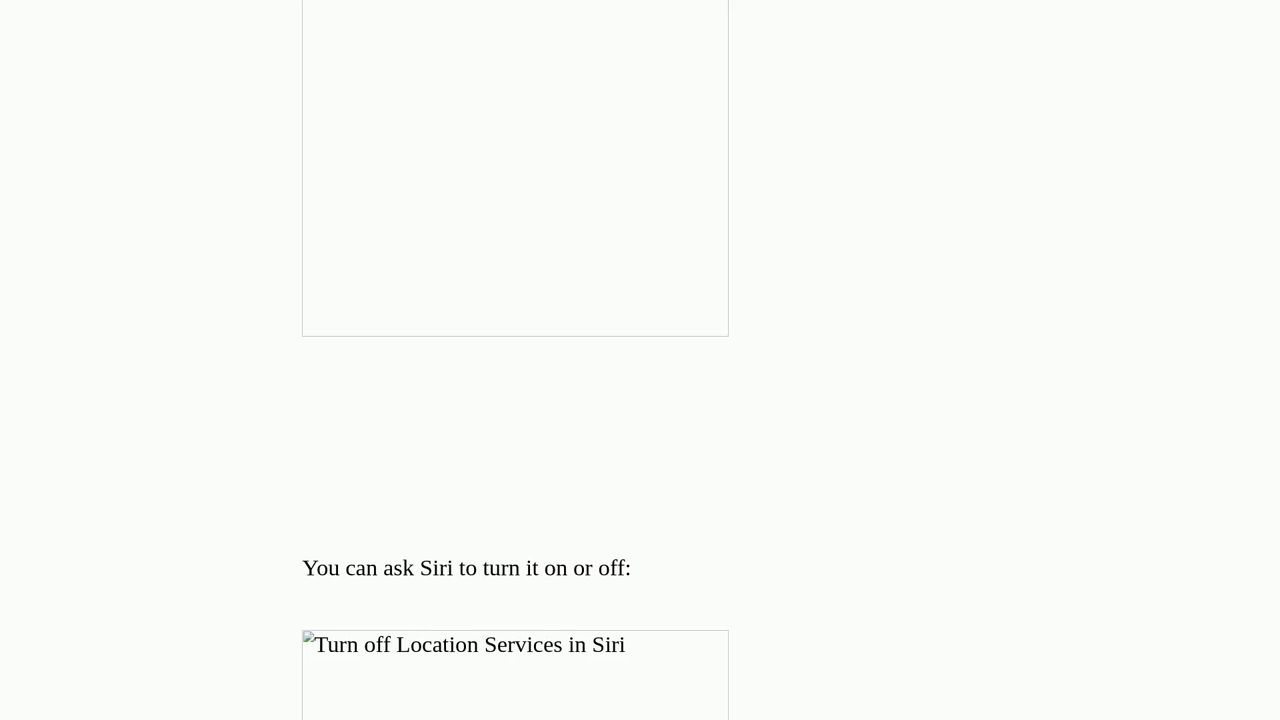 You can ask Siri to turn it on or off:
Turn off Location Services in Siri